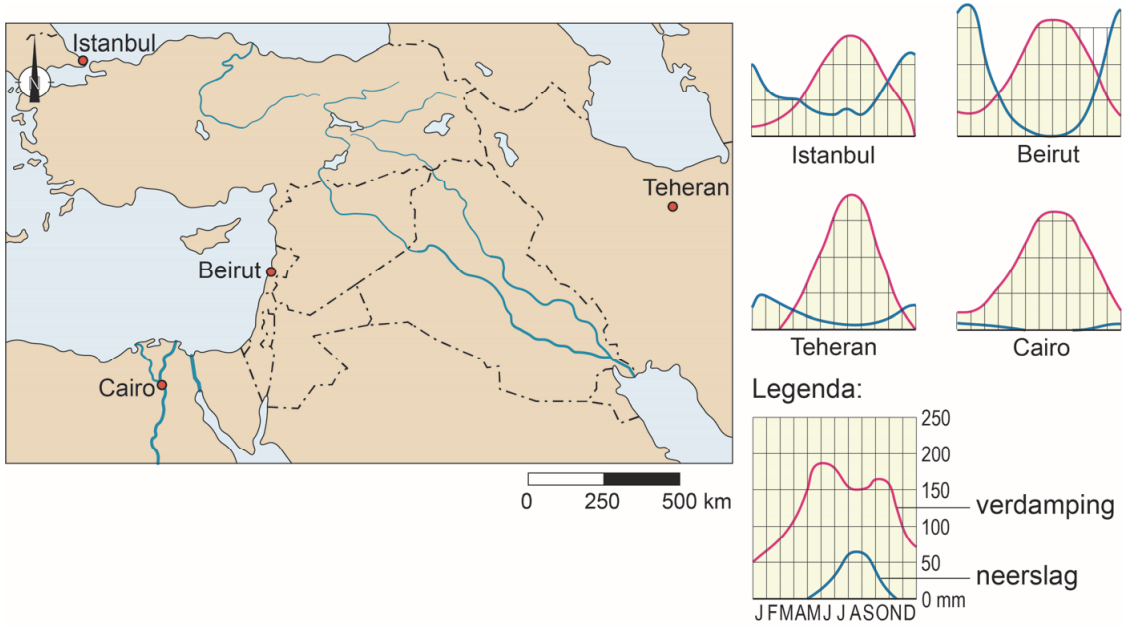 Istanbul
N
Teheran
Beirut
Cairo
0 250 500 km
Istanbul
Beirut
Teheran
Cairo
Legenda:
250
200
150
verdamping
100
50
neerslag
0 mm
J F M A M J J A S O N D